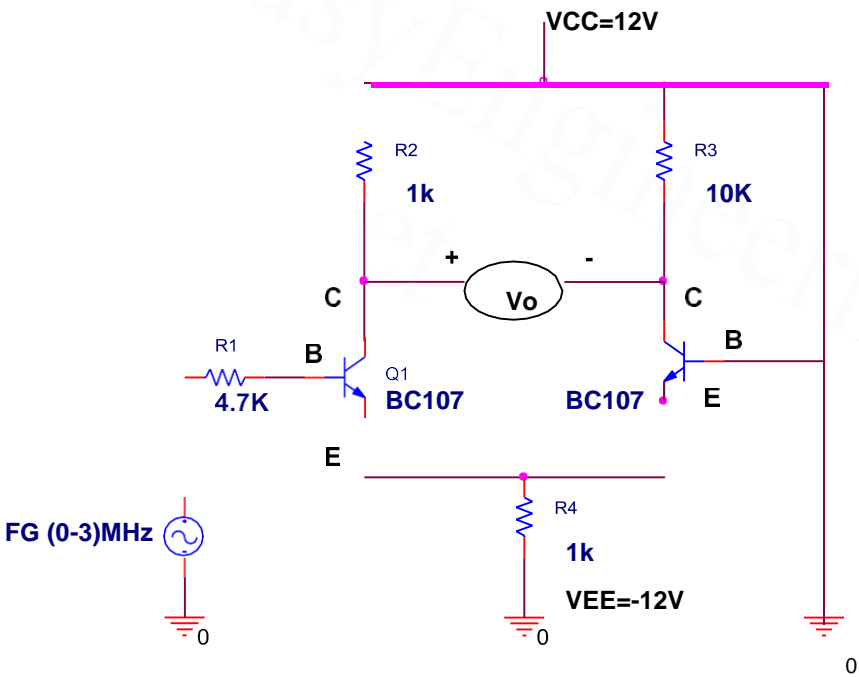 VCC=12V
R2
R3
1k
10K
+
-
C
Vo
C
R1
B
B
4.7K
Q1
BC107
BC107
E
E
R4
FG (0-3)MHz
1k
VEE=-12V
0
0
0